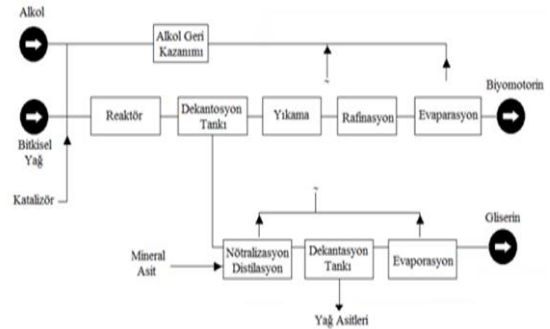 Alkol
Alkol Geri
Kazanımı
Biyomotorin
Reaktör
Dekantosyon
Tankı
Yıkama
Rafinasyon
Evaparasyon
Bitkisel
Yağ
Katalizör
~
~
Gliserin
Mineral
Asit
Nötralizasyon
Distilasyon
Dekantasyon
Tankı
Evaporasyon
Yağ Asitleri